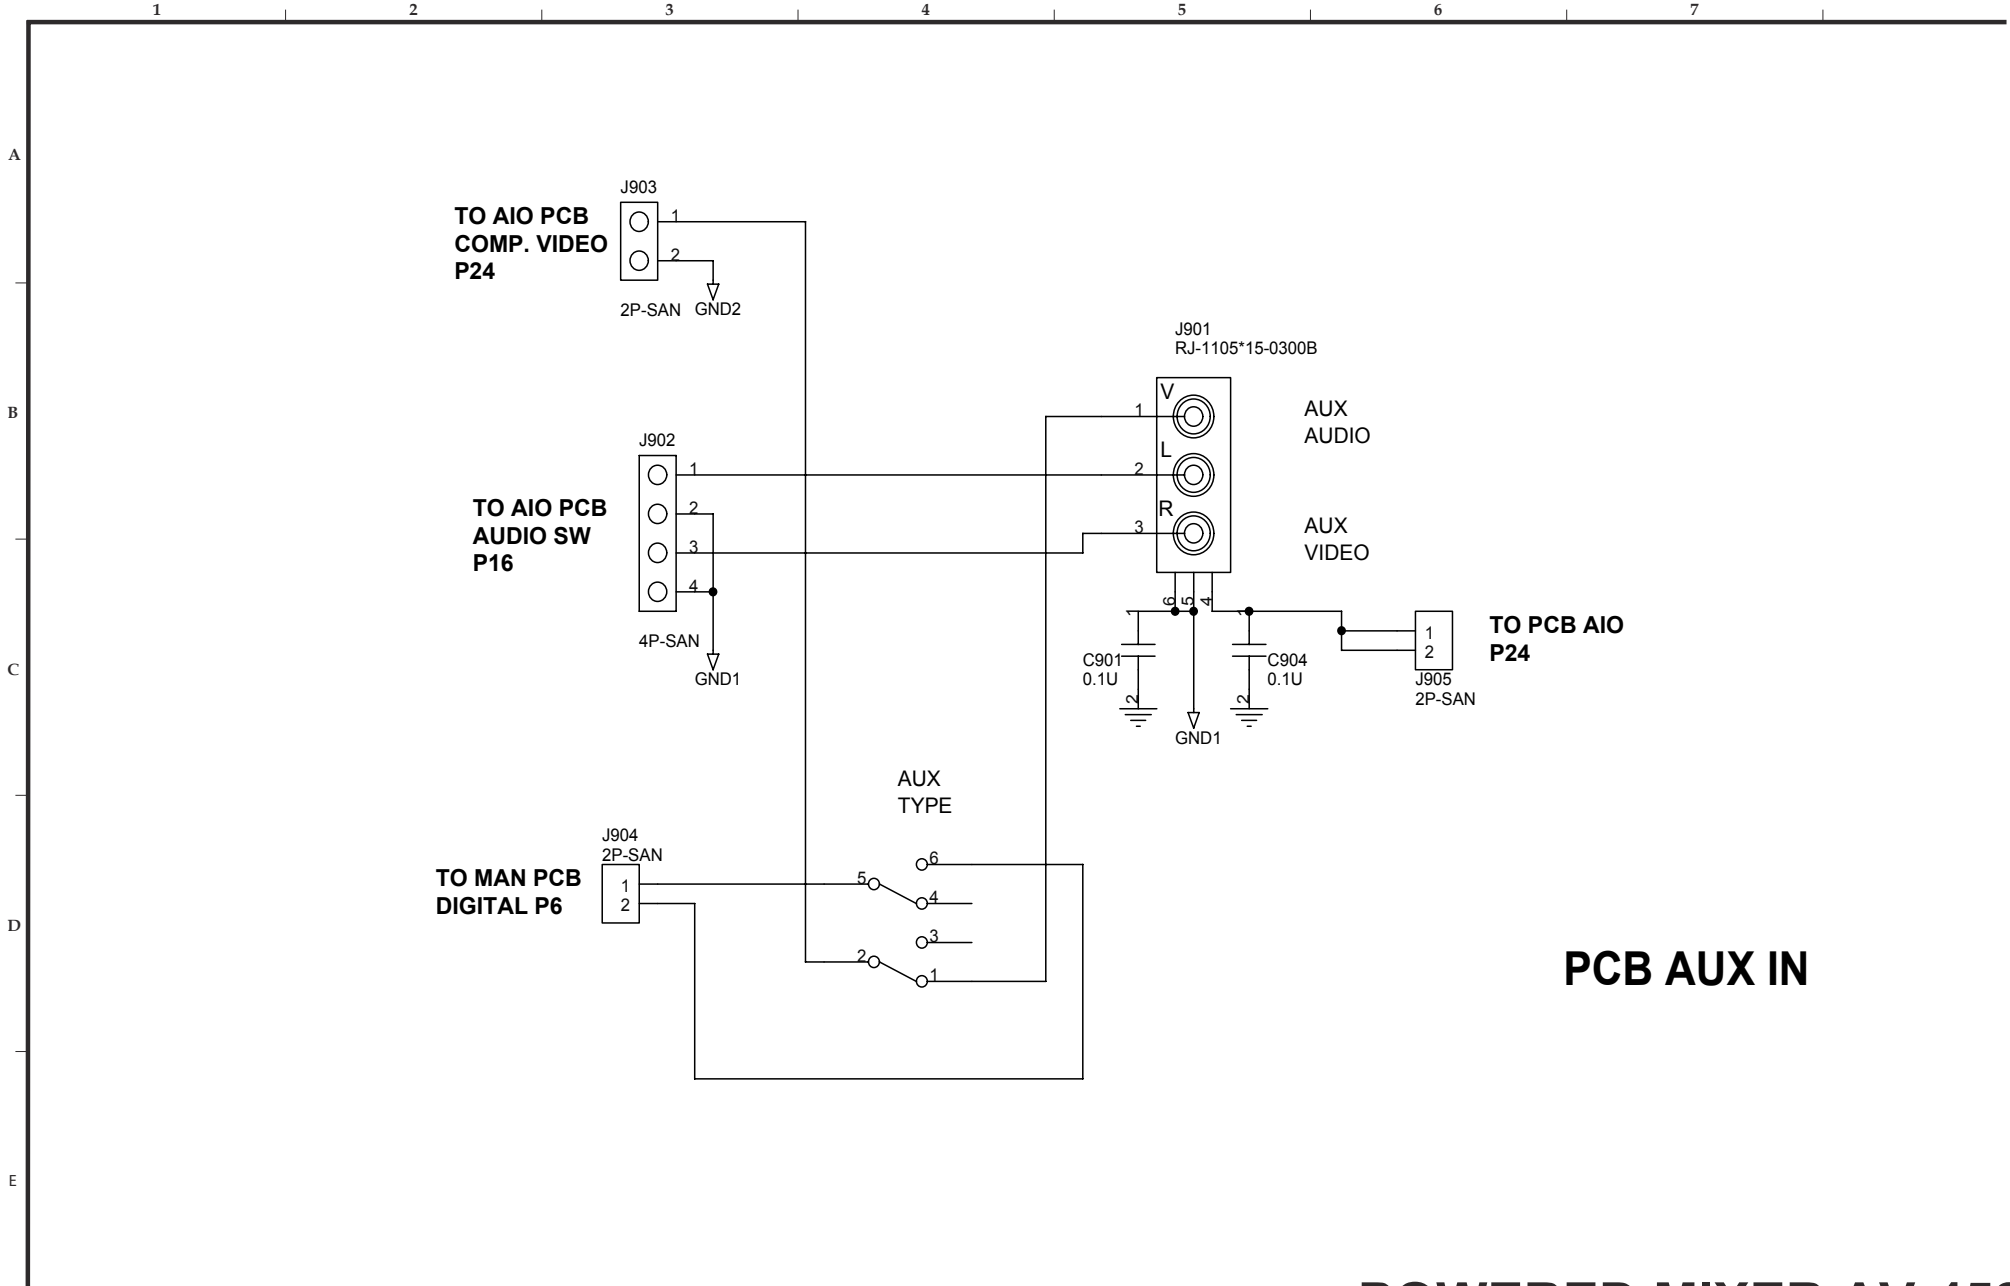 1 2 3 4 5 6 7
A
J903
TO AIO PCB
COMP. VIDEO
P24
1
2
2P-SAN GND2
J901
RJ-1105*15-0300B
B
V
1
L
2
R
3
AUX
AUDIO
AUX
VIDEO
J902
TO AIO PCB
AUDIO SW
P16
1
2
3
4
4P-SAN
GND1
6 5 4
1
1
C
C901
0.1U
2
C904
0.1U
2
GND1
TO PCB AIO
P24
1
2
J905
2P-SAN
AUX
TYPE
J904
2P-SAN
TO MAN PCB
DIGITAL P6
1
2
6
5
4
3
2
1
D
PCB AUX IN
E